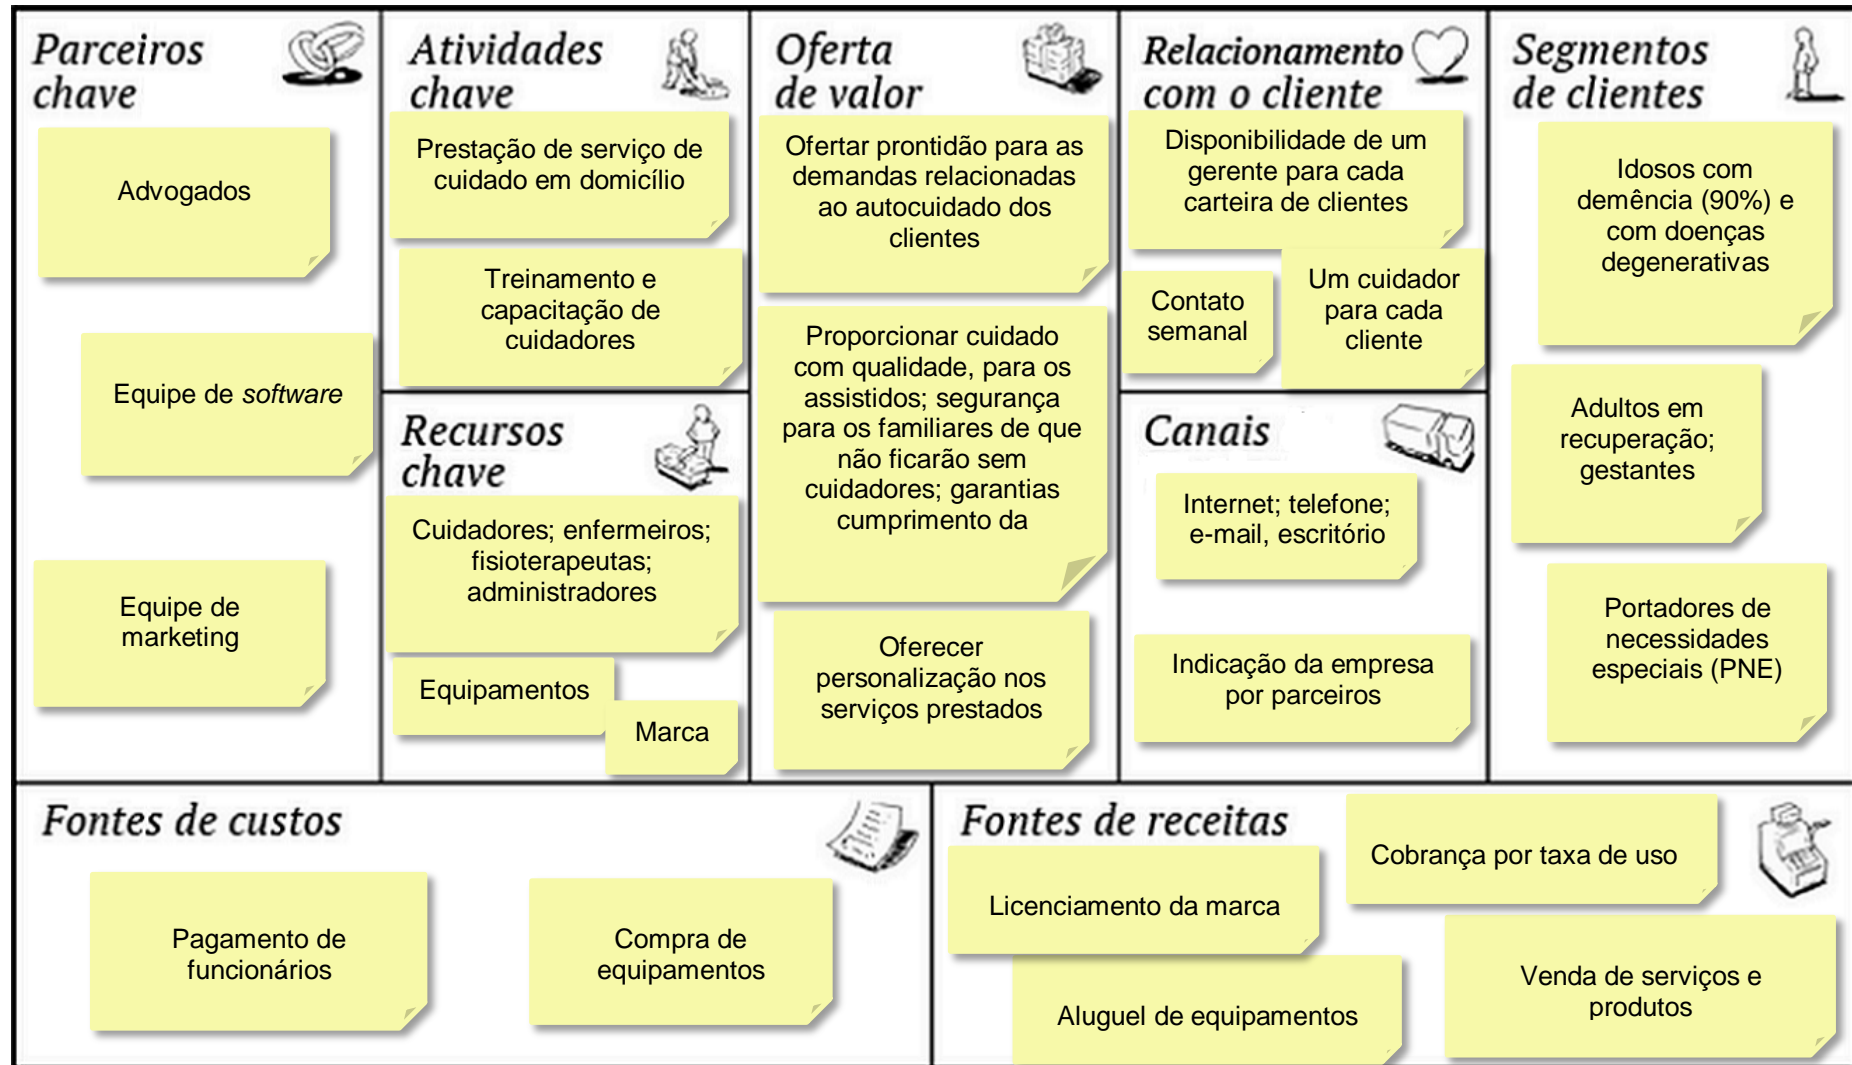 Parceiros
chave
Advogados
Equipe de software
Equipe de
marketing
Atividades
chave
Prestação de serviço de
cuidado em domicílio
Treinamento e
capacitação de
cuidadores
Recursos
chave
Cuidadores; enfermeiros;
fisioterapeutas;
administradores
Equipamentos
Marca
Oferta
de valor
Ofertar prontidão para as
demandas relacionadas
ao autocuidado dos
clientes
Proporcionar cuidado
com qualidade, para os
assistidos; segurança
para os familiares de que
não ficarão sem
cuidadores; garantias
cumprimento da
Oferecer
personalização nos
serviços prestados
Relacionamento
com o cliente
Disponibilidade de um
gerente para cada
carteira de clientes
Contato
semanal
Um cuidador
para cada
cliente
Canais
Internet; telefone;
e-mail, escritório
Indicação da empresa
por parceiros
Segmentos
de clientes
Idosos com
demência (90%) e
com doenças
degenerativas
Adultos em
recuperação;
gestantes
Portadores de
necessidades
especiais (PNE)
Fontes de custos
Pagamento de
funcionários
Compra de
equipamentos
Fontes de receitas
Licenciamento da marca
Cobrança por taxa de uso
Aluguel de equipamentos
Venda de serviços e
produtos